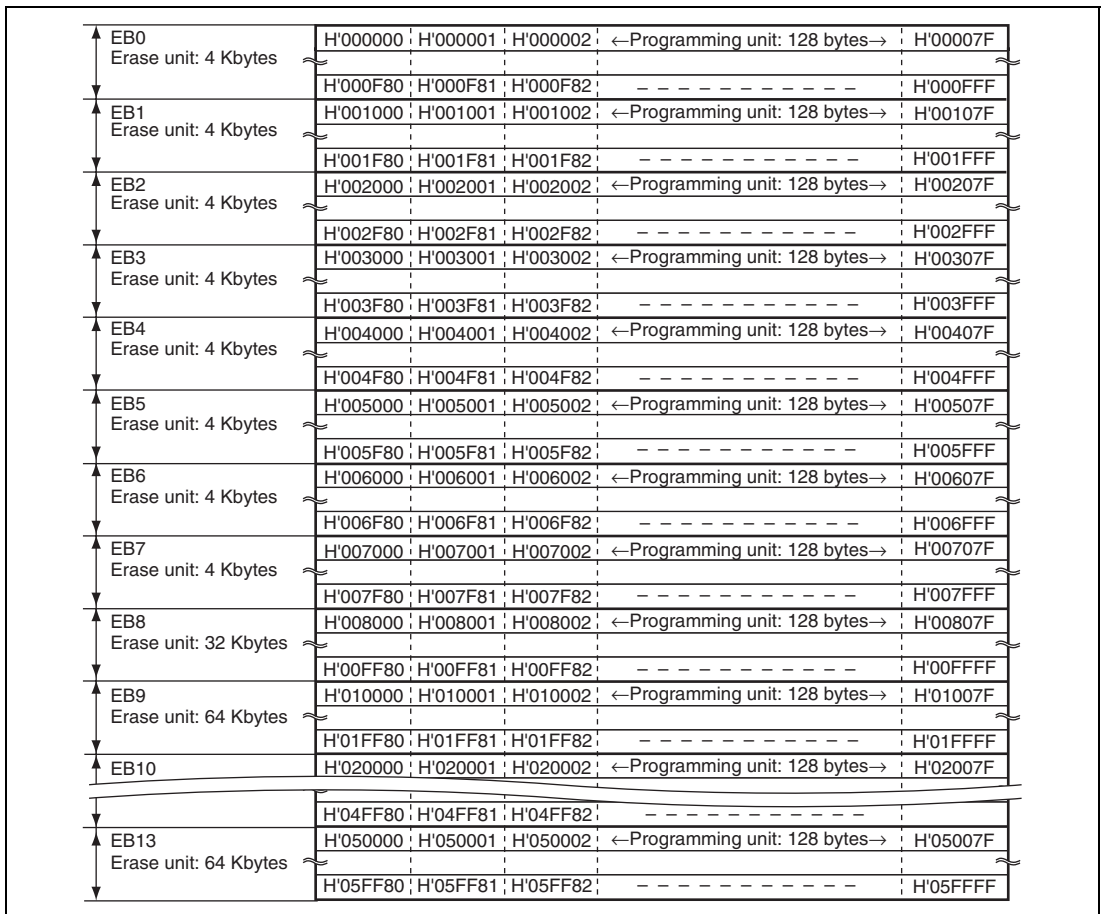 EB0 H'000000 H'000001 H'000002 ←Programming unit: 128 bytes→ H'00007F
Erase unit: 4 Kbytes
H'000F80 H'000F81 H'000F82 – – – – – – – – – – – H'000FFF
EB1 H'001000 H'001001 H'001002 ←Programming unit: 128 bytes→ H'00107F
Erase unit: 4 Kbytes
H'001F80 H'001F81 H'001F82 – – – – – – – – – – – H'001FFF
EB2 H'002000 H'002001 H'002002 ←Programming unit: 128 bytes→ H'00207F
Erase unit: 4 Kbytes
H'002F80 H'002F81 H'002F82 – – – – – – – – – – – H'002FFF
EB3 H'003000 H'003001 H'003002 ←Programming unit: 128 bytes→ H'00307F
Erase unit: 4 Kbytes
H'003F80 H'003F81 H'003F82 – – – – – – – – – – – H'003FFF
EB4 H'004000 H'004001 H'004002 ←Programming unit: 128 bytes→ H'00407F
Erase unit: 4 Kbytes
H'004F80 H'004F81 H'004F82 – – – – – – – – – – – H'004FFF
EB5 H'005000 H'005001 H'005002 ←Programming unit: 128 bytes→ H'00507F
Erase unit: 4 Kbytes
H'005F80 H'005F81 H'005F82 – – – – – – – – – – – H'005FFF
EB6 H'006000 H'006001 H'006002 ←Programming unit: 128 bytes→ H'00607F
Erase unit: 4 Kbytes
H'006F80 H'006F81 H'006F82 – – – – – – – – – – – H'006FFF
EB7 H'007000 H'007001 H'007002 ←Programming unit: 128 bytes→ H'00707F
Erase unit: 4 Kbytes
H'007F80 H'007F81 H'007F82 – – – – – – – – – – – H'007FFF
EB8 H'008000 H'008001 H'008002 ←Programming unit: 128 bytes→ H'00807F
Erase unit: 32 Kbytes
H'00FF80 H'00FF81 H'00FF82 – – – – – – – – – – – H'00FFFF
EB9 H'010000 H'010001 H'010002 ←Programming unit: 128 bytes→ H'01007F
Erase unit: 64 Kbytes
H'01FF80 H'01FF81 H'01FF82 – – – – – – – – – – – H'01FFFF
EB10 H'020000 H'020001 H'020002 ←Programming unit: 128 bytes→ H'02007F
H'04FF80 H'04FF81 H'04FF82 – – – – – – – – – – –
EB13 H'050000 H'050001 H'050002 ←Programming unit: 128 bytes→ H'05007F
Erase unit: 64 Kbytes
H'05FF80 H'05FF81 H'05FF82 – – – – – – – – – – – H'05FFFF